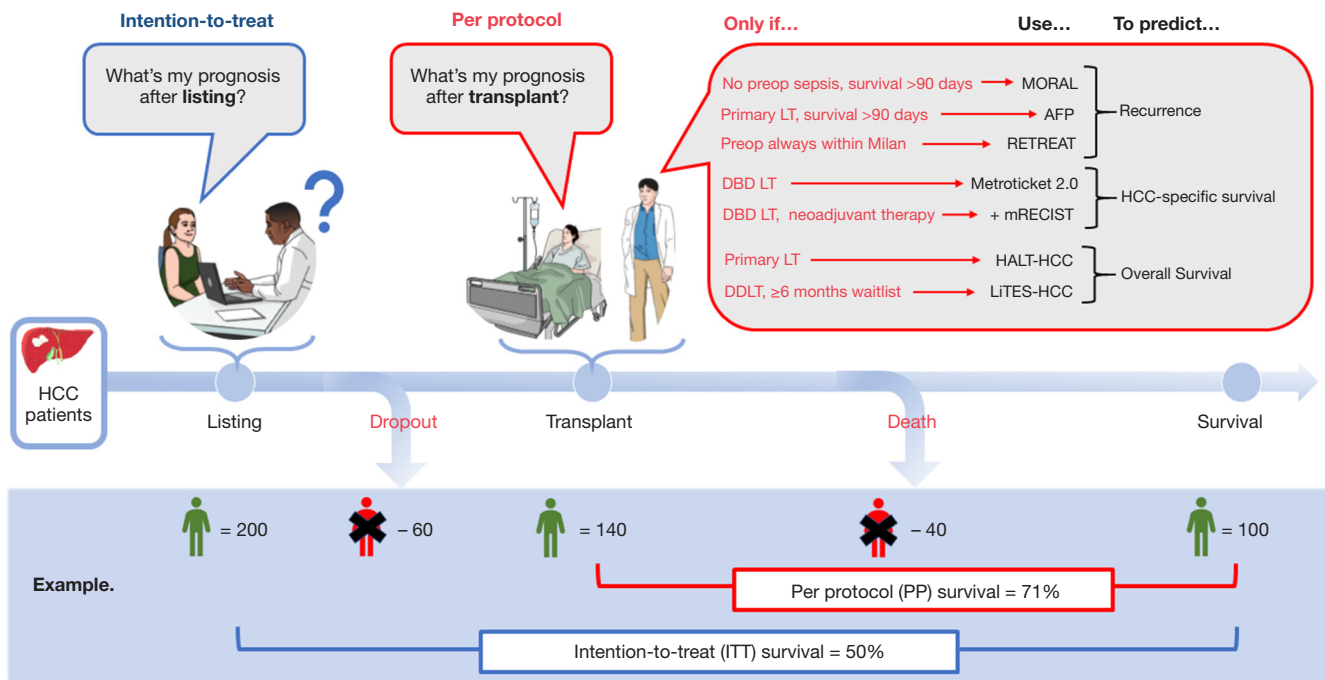 Intention-to-treat
Per protocol
Only if…
Use…
To predict…
What's my prognosis
after listing?
What's my prognosis
after transplant?
No preop sepsis, survival >90 days
MORAL
Primary LT, survival >90 days
AFP
Preop always within Milan
RETREAT
Recurrence
DBD LT
Metroticket 2.0
DBD LT, neoadjuvant therapy
+ mRECIST
HCC-specific survival
Primary LT
HALT-HCC
DDLT, ≥6 months waitlist
LiTES-HCC
Overall Survival
?
HCC
patients
Listing
Dropout
Transplant
Death
Survival
= 200
– 60
= 140
– 40
= 100
Example.
Per protocol (PP) survival = 71%
Intention-to-treat (ITT) survival = 50%